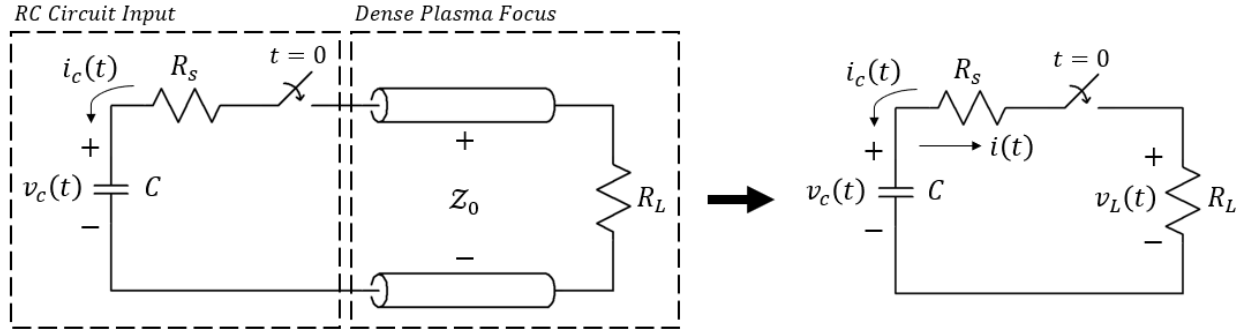 RC Circuit Input
Dense Plasma Focus
i_c(t)
R_s
t = 0
+
v_c(t)
C
−
+
Z_0
−
R_L
i_c(t)
R_s
t = 0
+
i(t)
v_c(t)
C
−
+
v_L(t)
R_L
−